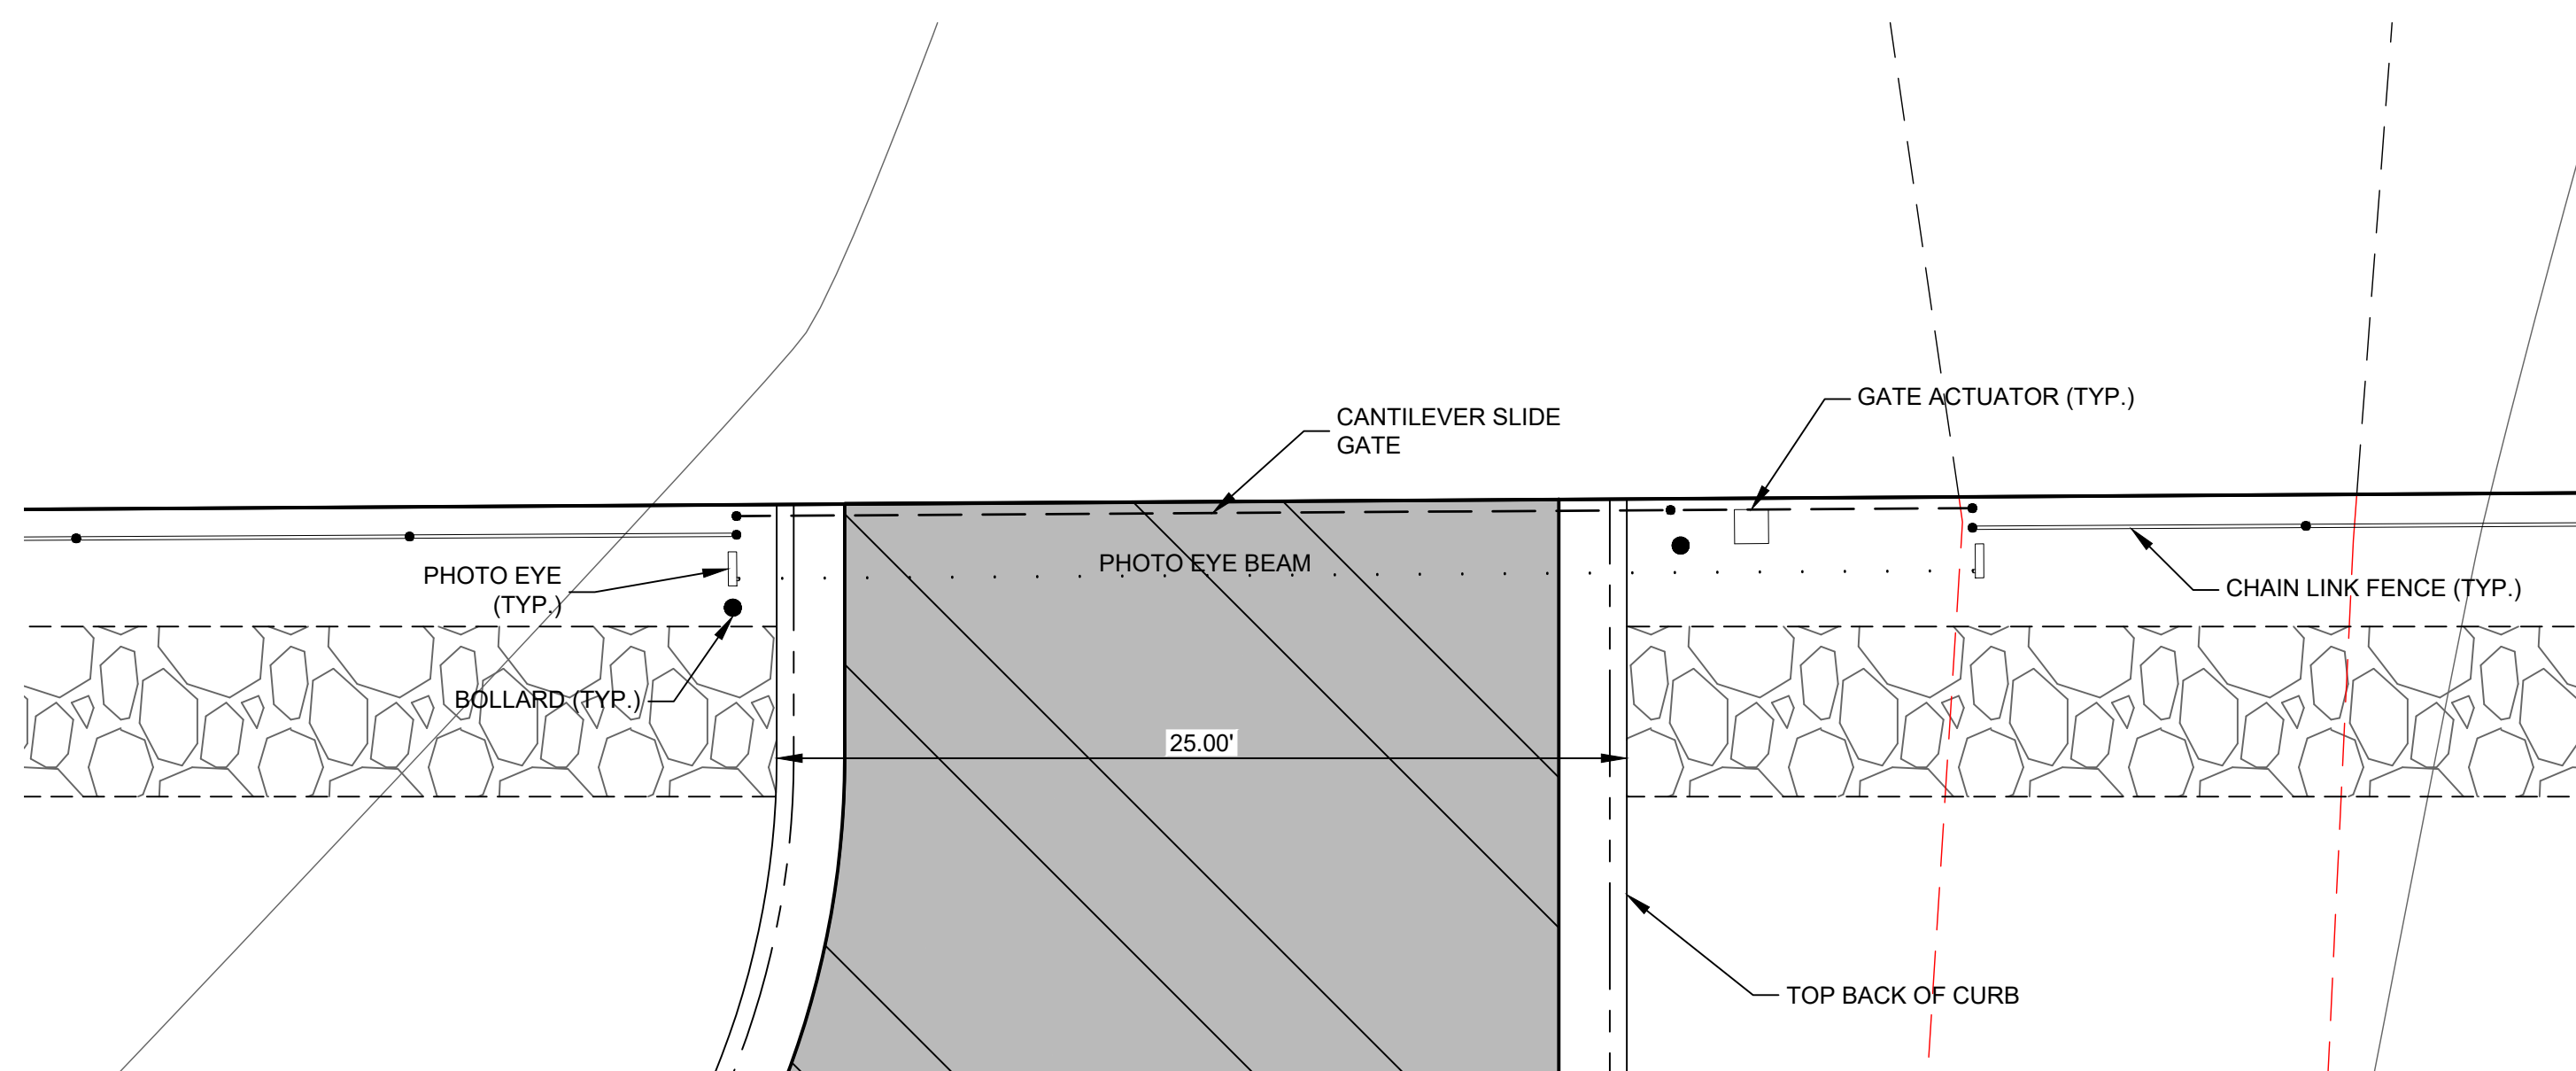 CANTILEVER SLIDE
GATE
GATE ACTUATOR (TYP.)
PHOTO EYE
(TYP.)
PHOTO EYE BEAM
CHAIN LINK FENCE (TYP.)
BOLLARD (TYP.)
25.00'
TOP BACK OF CURB